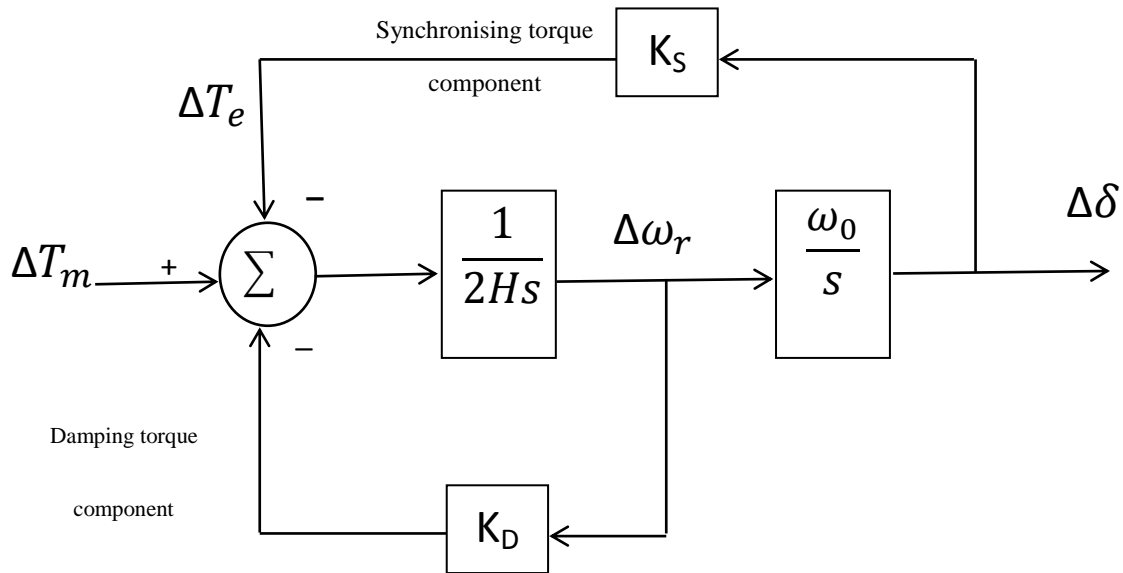 Synchronising torque
component
K_S
ΔT_e
−
ΔT_m
+
∑
1
2Hs
Δω_r
ω_0
s
Δδ
−
Damping torque
component
K_D